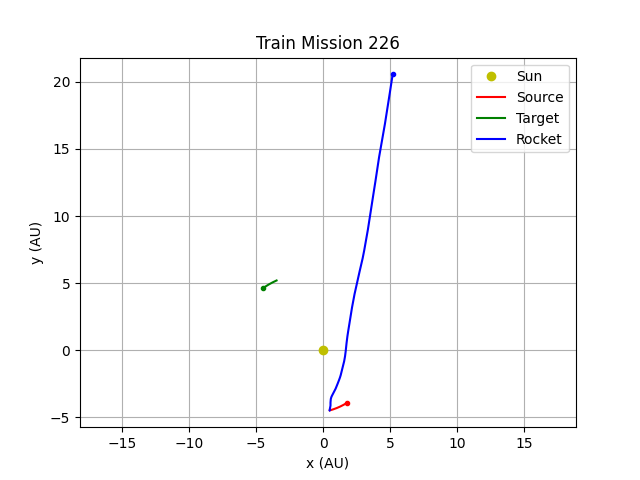 Train Mission 226
Sun
Source
Target
Rocket
20
15
10
5
0
−5
y (AU)
−15
−10
−5
0
5
10
15
x (AU)